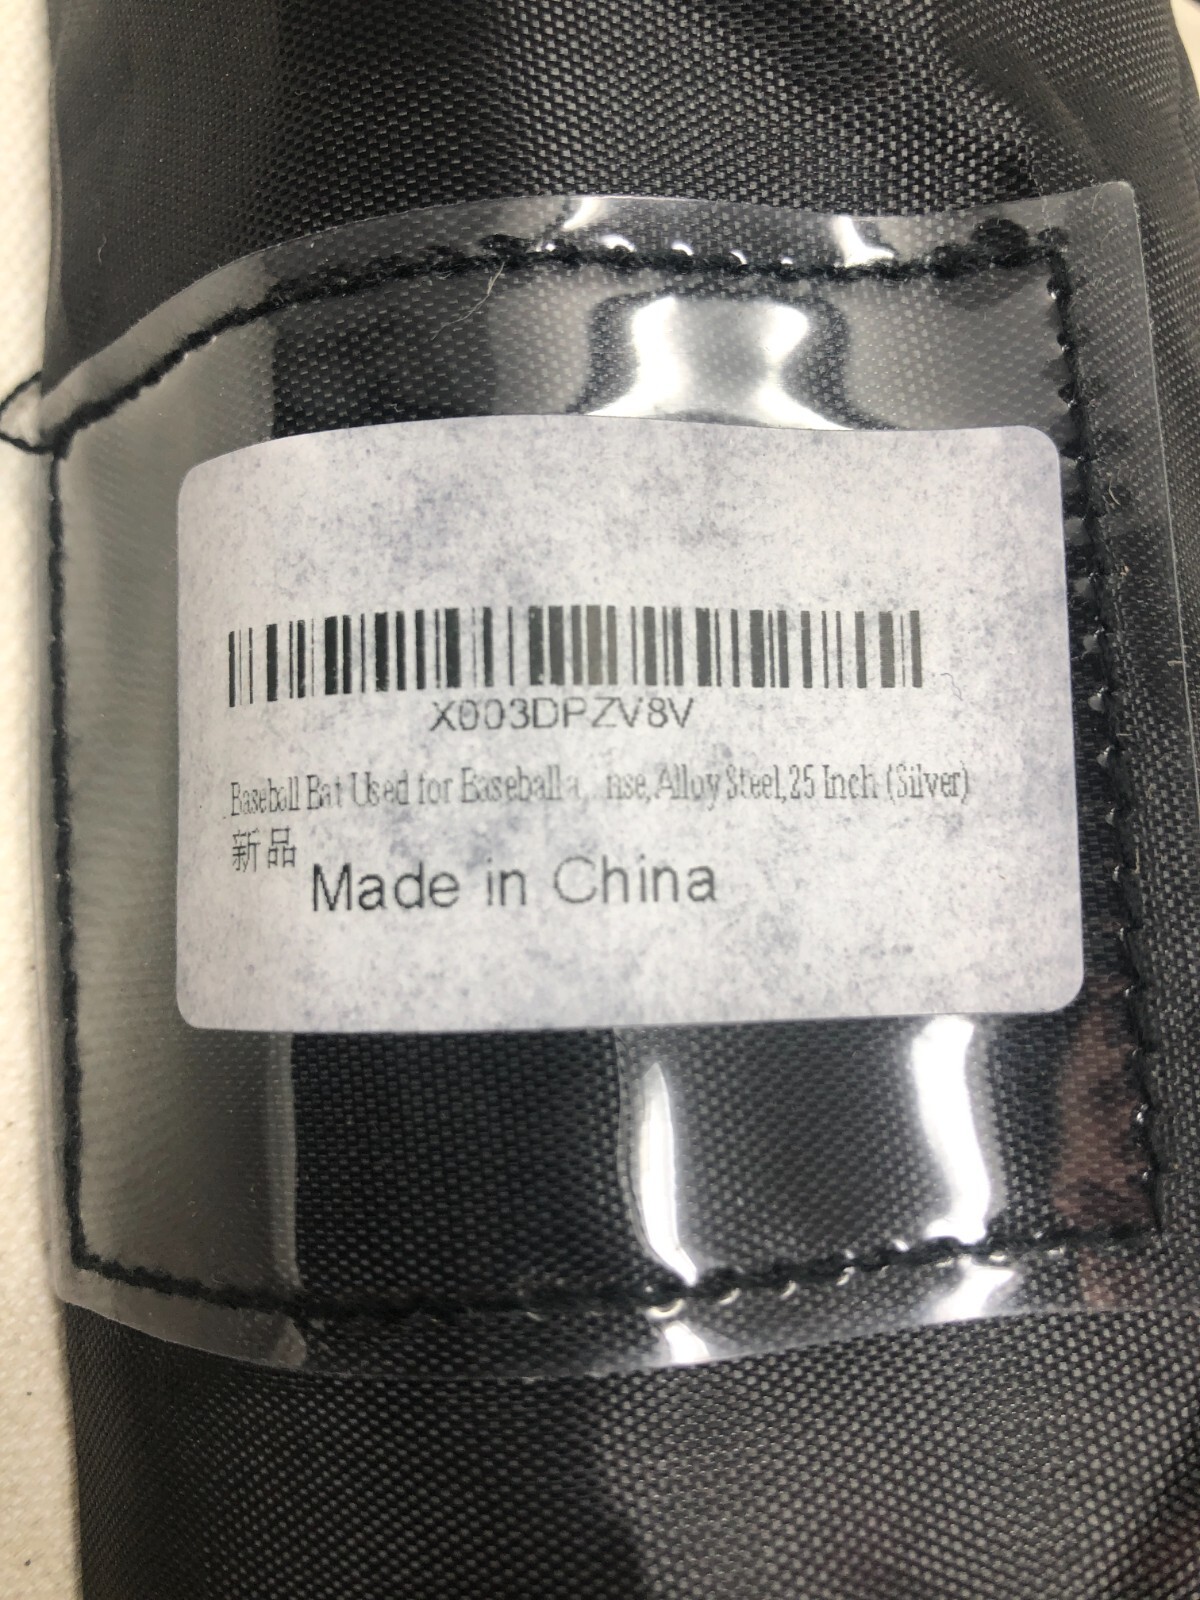 X003DPZV8V
Baseball Bat Used for Baseball Alloy Steel,25 Inch (Silver)
新品
Made in China